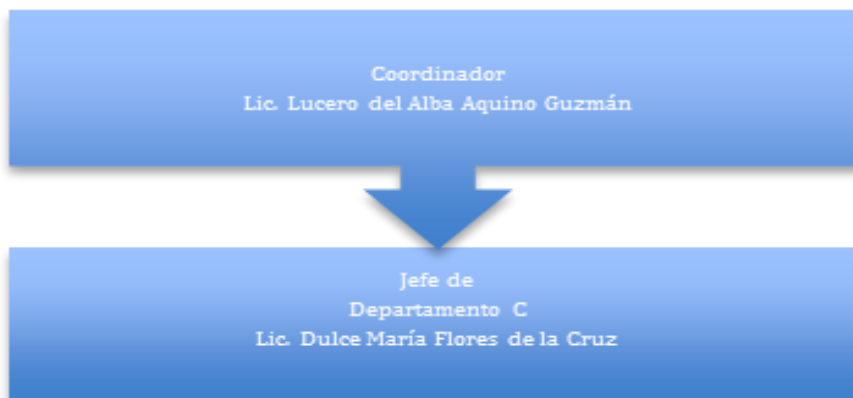 Coordinador
Lic. Lucero del Alba Aquino Guzmán
Jefe de
Departamento C
Lic. Dulce María Flores de la Cruz